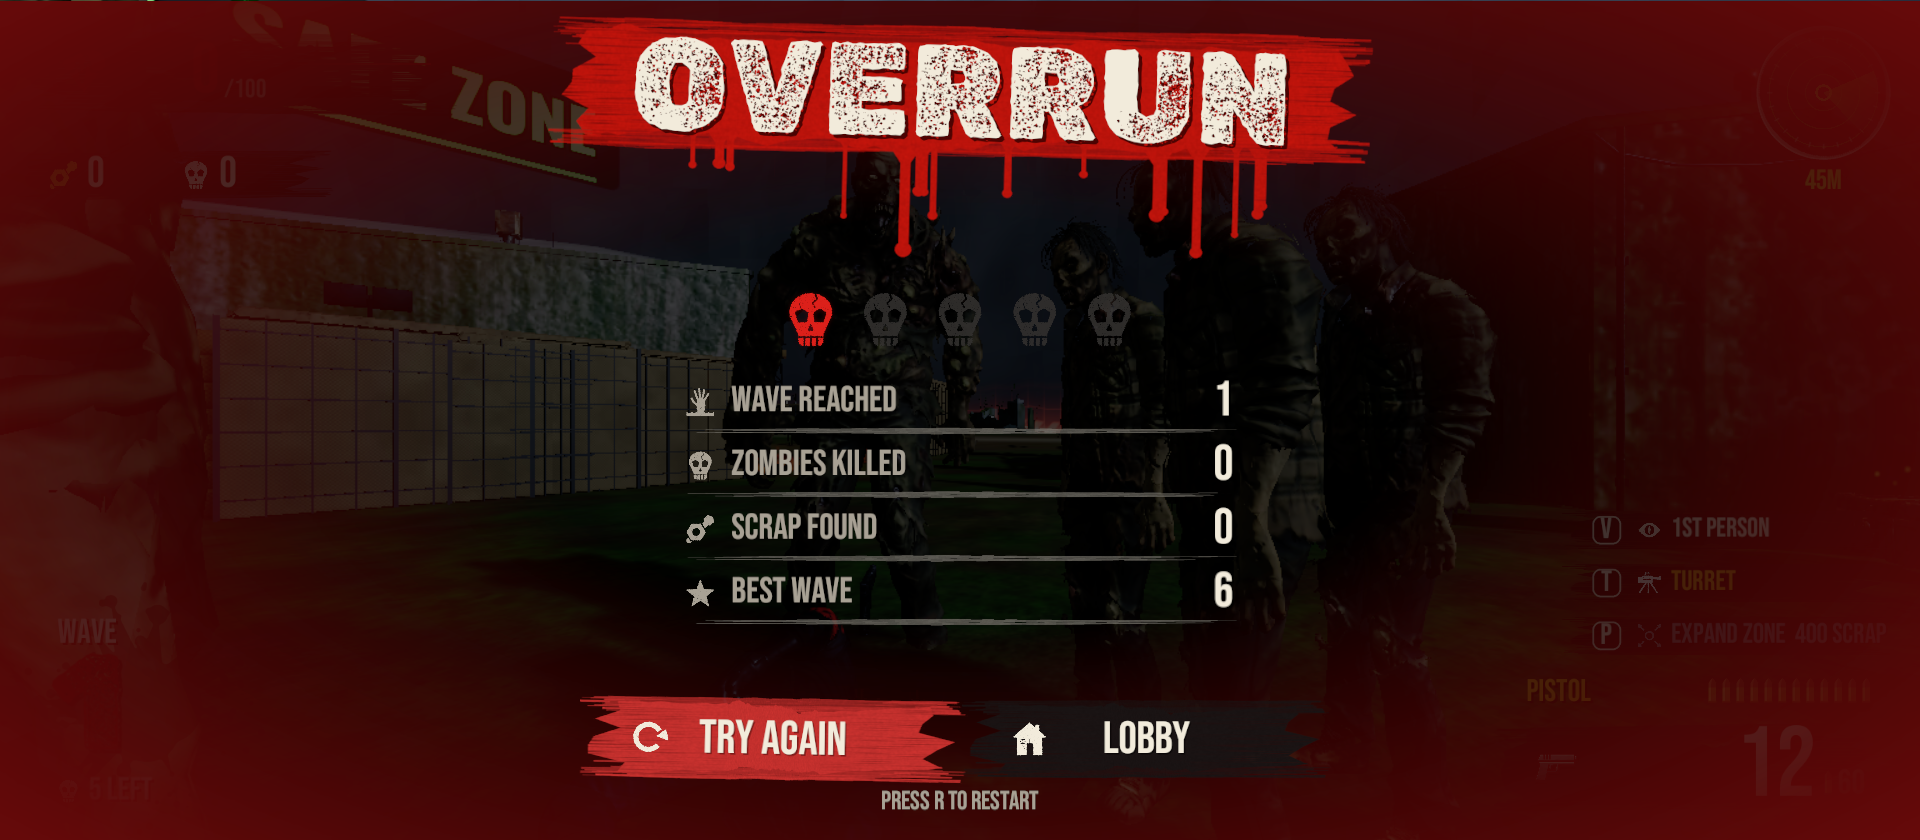 OVERRUN
SAFE
ZONE
/100
0
0
45M
WAVE REACHED 1
ZOMBIES KILLED 0
SCRAP FOUND 0
BEST WAVE 6
V 1ST PERSON
T TURRET
P EXPAND ZONE 400 SCRAP
WAVE
PISTOL
12
5 LEFT
TRY AGAIN
LOBBY
PRESS R TO RESTART